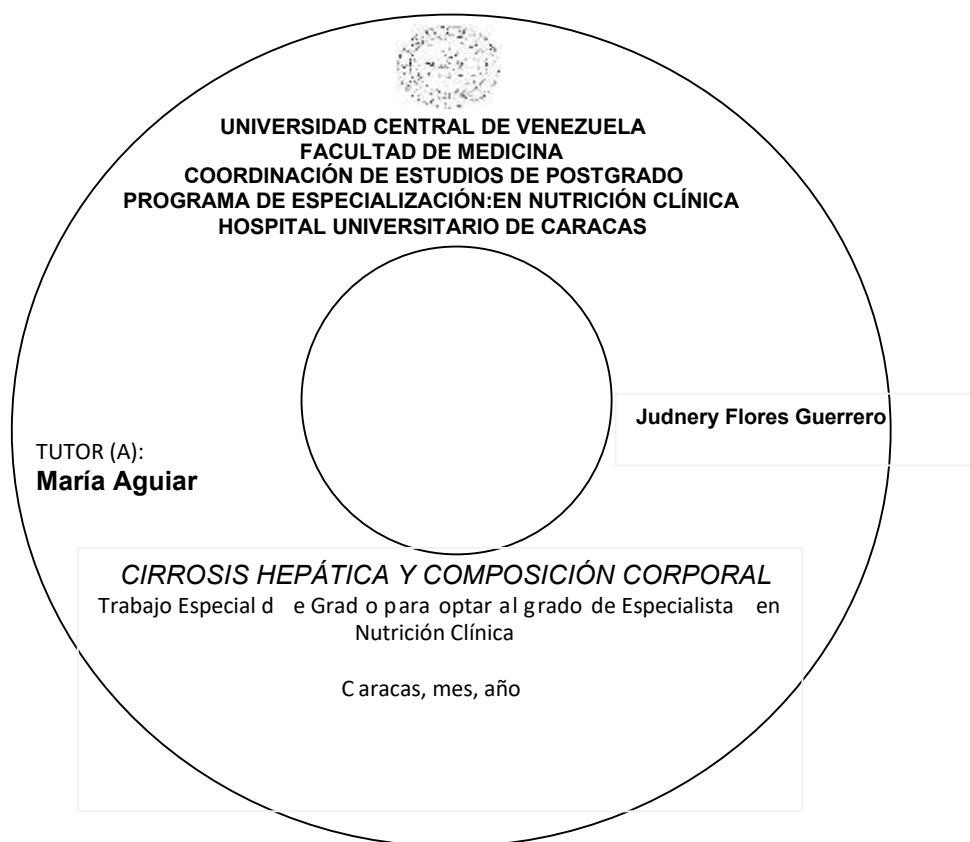 UNIVERSIDAD CENTRAL DE VENEZUELA
FACULTAD DE MEDICINA
COORDINACIÓN DE ESTUDIOS DE POSTGRADO
PROGRAMA DE ESPECIALIZACIÓN:EN NUTRICIÓN CLÍNICA
HOSPITAL UNIVERSITARIO DE CARACAS
Judnery Flores Guerrero
TUTOR (A):
María Aguiar
CIRROSIS HEPÁTICA Y COMPOSICIÓN CORPORAL
Trabajo Especial d e Grad o para optar al grado de Especialista en
Nutrición Clínica
C aracas, mes, año